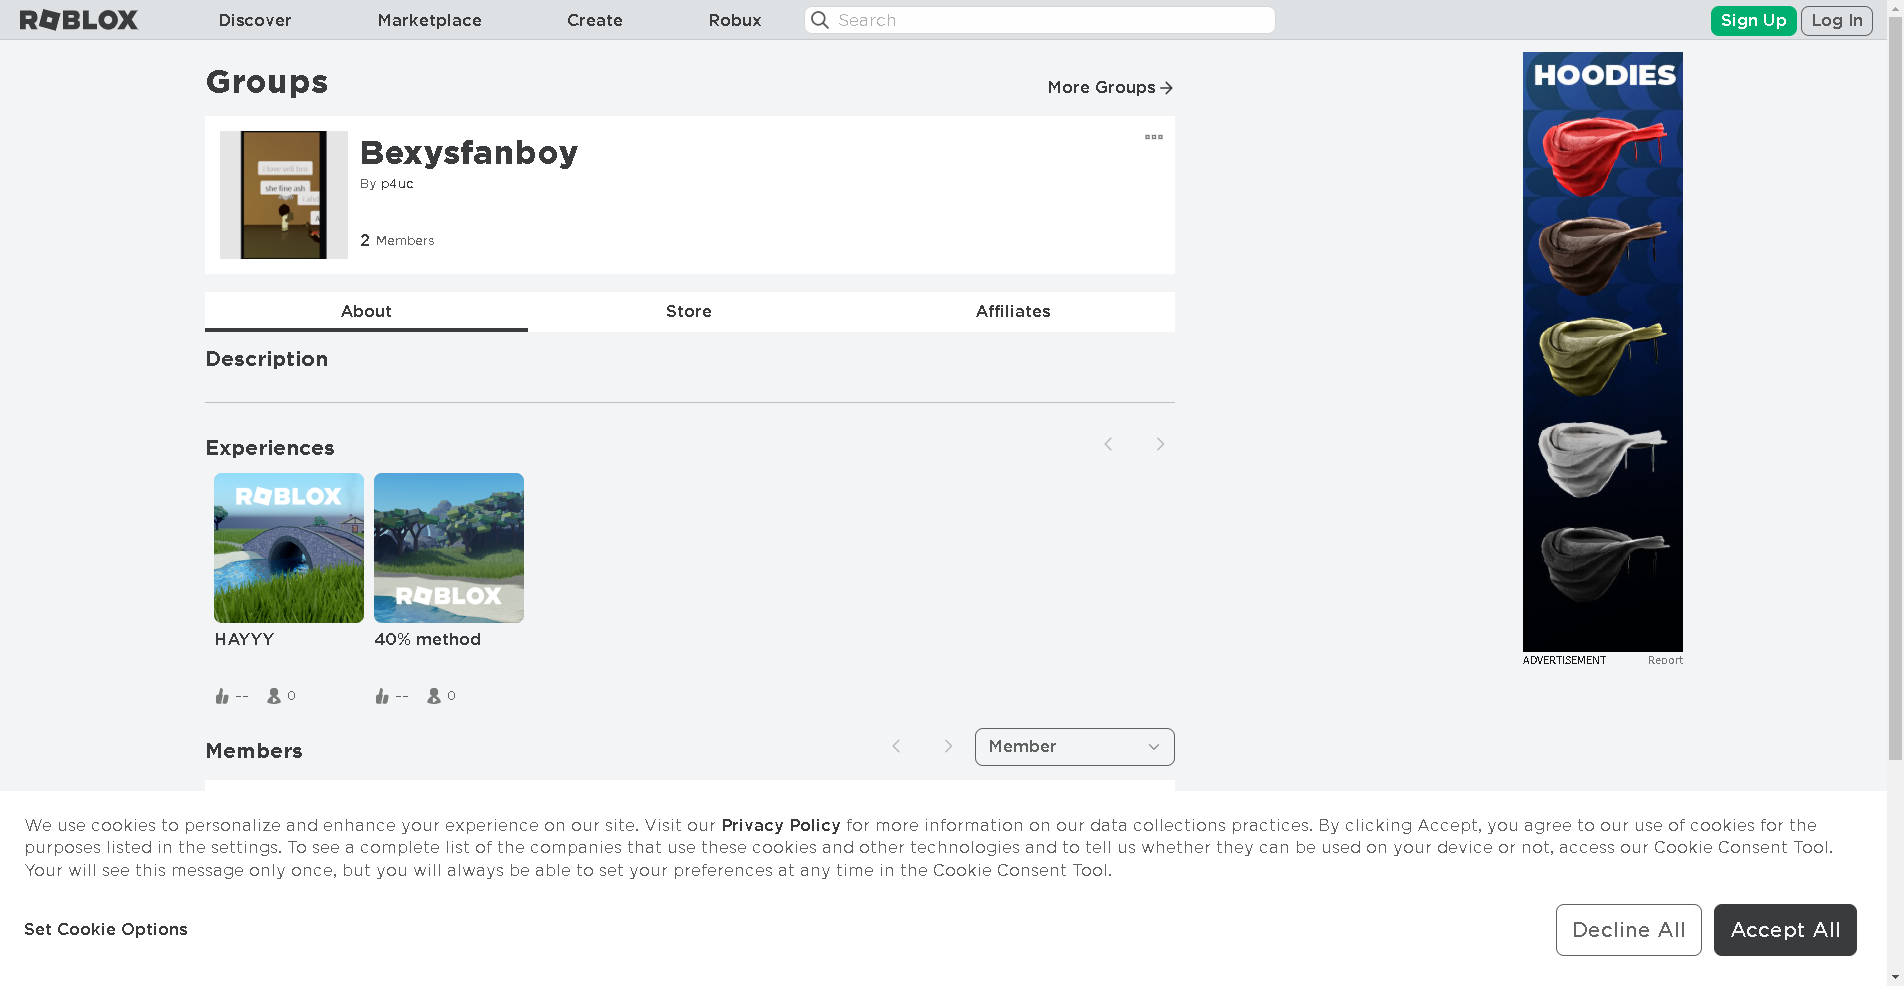 ROBLOX
Discover
Marketplace
Create
Robux
Search
Sign Up
Log In
Groups
More Groups
i love yell bro
she fine ash
Bexysfanboy
By p4uc
2 Members
About
Store
Affiliates
Description
Experiences
ROBLOX
HAYYY
-- 0
ROBLOX
40% method
-- 0
HOODIES
ADVERTISEMENT
Report
Members
Member
We use cookies to personalize and enhance your experience on our site. Visit our Privacy Policy for more information on our data collections practices. By clicking Accept, you agree to our use of cookies for the
purposes listed in the settings. To see a complete list of the companies that use these cookies and other technologies and to tell us whether they can be used on your device or not, access our Cookie Consent Tool.
Your will see this message only once, but you will always be able to set your preferences at any time in the Cookie Consent Tool.
Set Cookie Options
Decline All
Accept All